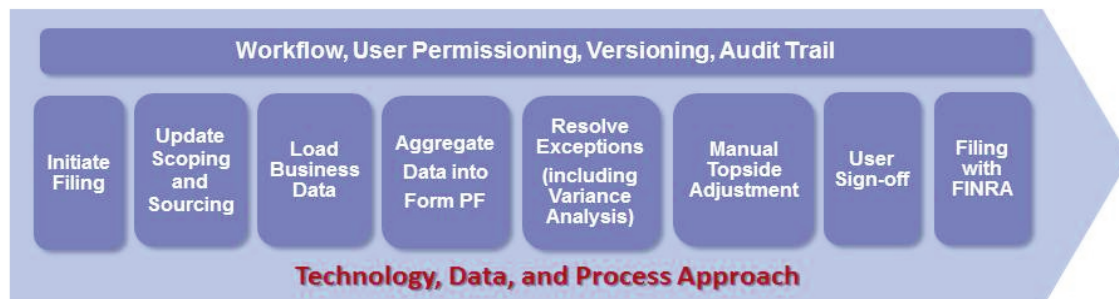 Workflow, User Permissioning, Versioning, Audit Trail
Initiate
Filing
Update
Scoping
and
Sourcing
Load
Business
Data
Aggregate
Data into
Form PF
Resolve
Exceptions
(including
Variance
Analysis)
Manual
Topside
Adjustment
User
Sign-off
Filing
with
FINRA
Technology, Data, and Process Approach